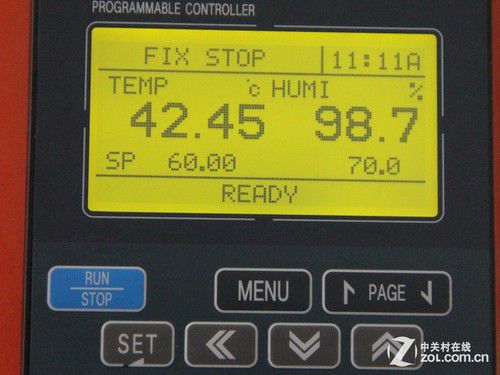 PROGRAMMABLE CONTROLLER
FIX STOP 11:11A
TEMP °C HUMI %
42.45 98.7
SP 60.00 70.0
READY
RUN
STOP
MENU
PAGE
SET
中关村在线
ZOL.com.cn